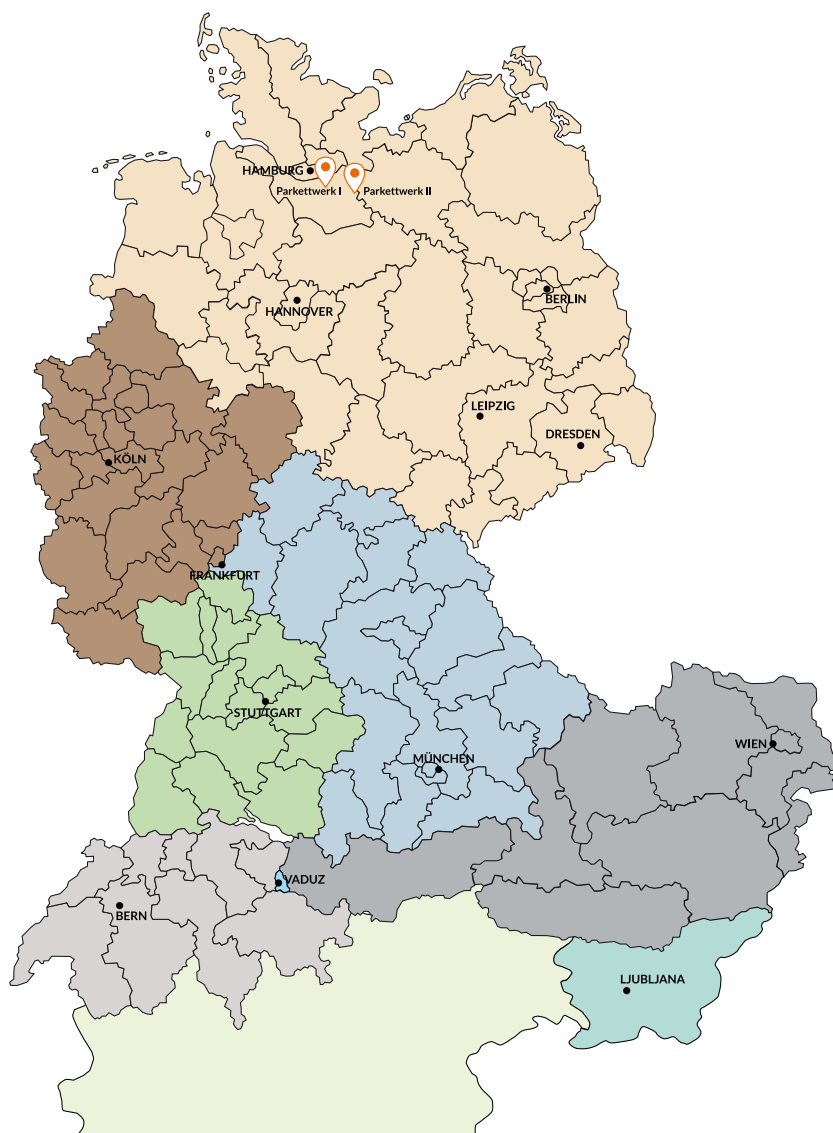 HAMBURG
Parkettwerk I
Parkettwerk II
BERLIN
HANNOVER
LEIPZIG
DRESDEN
KÖLN
FRANKFURT
STUTTGART
WIEN
MÜNCHEN
VADUZ
BERN
LJUBLJANA